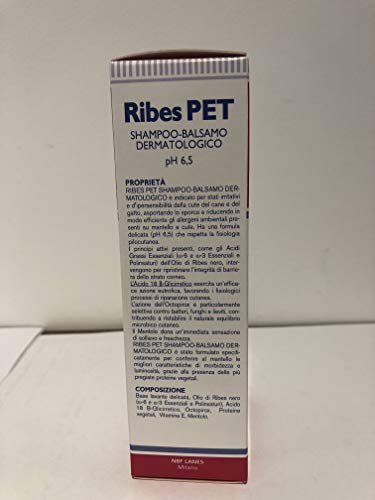 Ribes PET
SHAMPOO-BALSAMO
DERMATOLOGICO
pH 6,5
PROPRIETÀ
RIBES PET SHAMPOO-BALSAMO DER-
MATOLOGICO è indicato per stati irritativi
e d'ipersensibilità della cute del cane e del
gatto, asportando lo sporco e riducendo in
modo efficiente gli allergeni ambientali pre-
senti su mantello e cute. Ha una formula
delicata (pH 6,5) che rispetta la fisiologia
pilocutanea.
I principi attivi presenti, come gli Acidi
Grassi Essenziali (ω-6 e ω-3 Essenziali e
Polinsaturi) dell'Olio di Ribes nero, inter-
vengono per ripristinare l'integrità di barrie-
ra dello strato corneo.
L'Acido 18 B-Glicirretico esercita un'effica-
ce azione eutrofica, favorendo i fisiologici
processi di riparazione cutanea.
L'azione dell'Octopirox è particolarmente
selettiva contro batteri, funghi e lieviti, con-
tribuendo a ristabilire il naturale equilibrio
microbico cutaneo.
Il Mentolo dona un'immediata sensazione
di sollievo e freschezza.
RIBES PET SHAMPOO-BALSAMO DER-
MATOLOGICO è stato formulato specifi-
catamente per conferire al mantello le
migliori caratteristiche di morbidezza e
luminosità, grazie alla presenza delle più
pregiate proteine vegetali.
COMPOSIZIONE
Base lavante delicata, Olio di Ribes nero
(ω-6 e ω-3 Essenziali e Polinsaturi), Acido
18 B-Glicirretico, Octopirox, Proteine
vegetali, Vitamina E, Mentolo.
NBF LANES
Milano